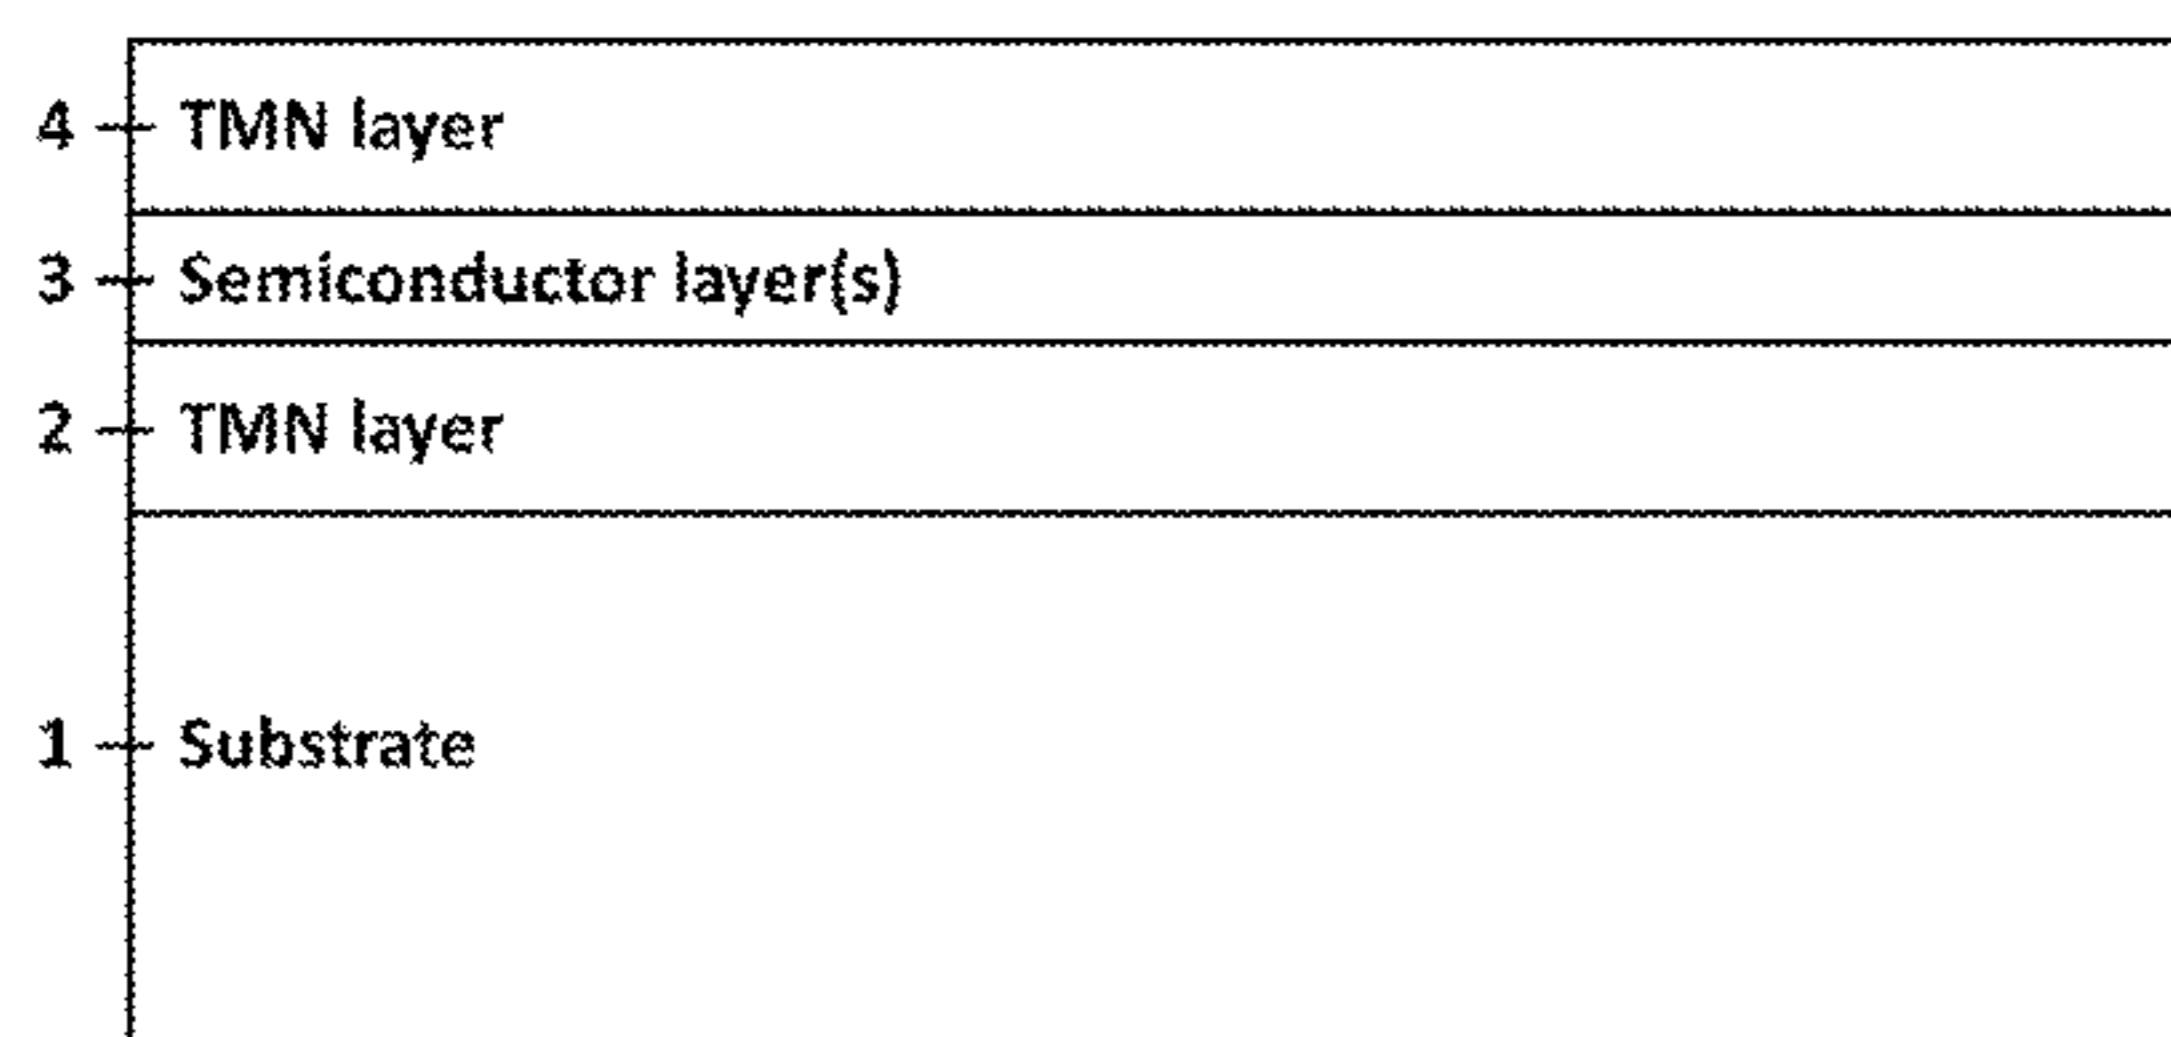 4 TMN layer
3 Semiconductor layer(s)
2 TMN layer
1 Substrate